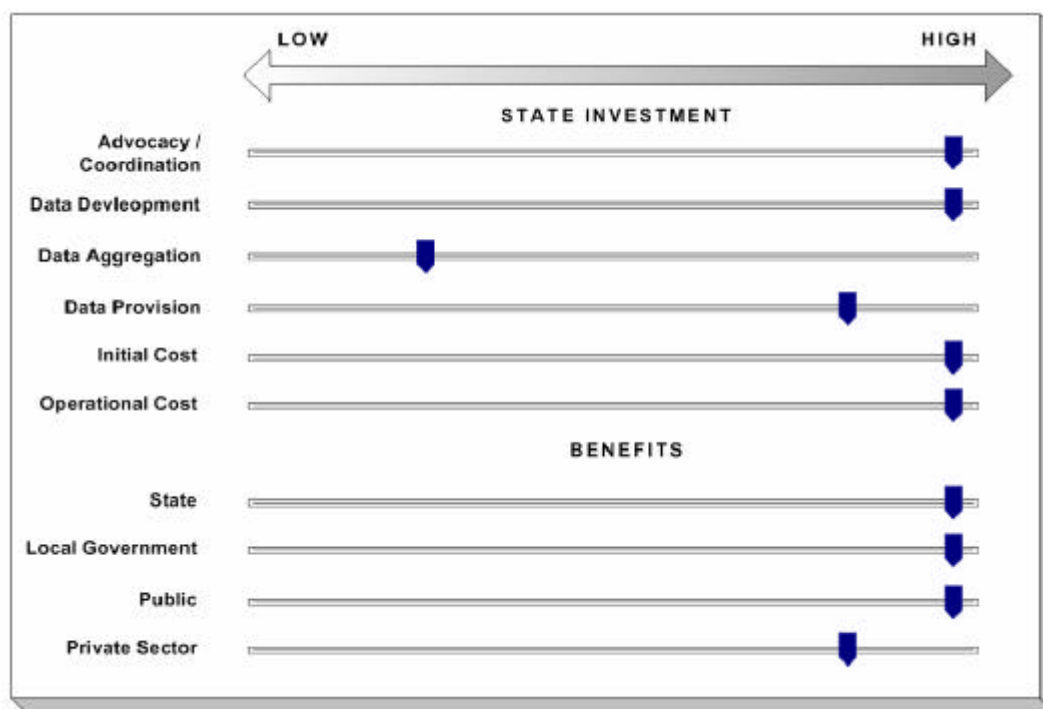 LOW HIGH
STATE INVESTMENT
Advocacy /
Coordination
Data Devleopment
Data Aggregation
Data Provision
Initial Cost
Operational Cost
BENEFITS
State
Local Government
Public
Private Sector